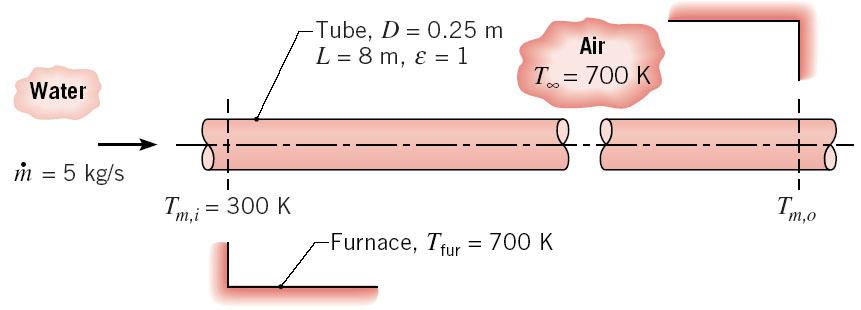 Tube, D = 0.25 m
L = 8 m, ε = 1
Air
T∞ = 700 K
Water
ṁ = 5 kg/s
Tm,i = 300 K
Tm,o
Furnace, Tfur = 700 K